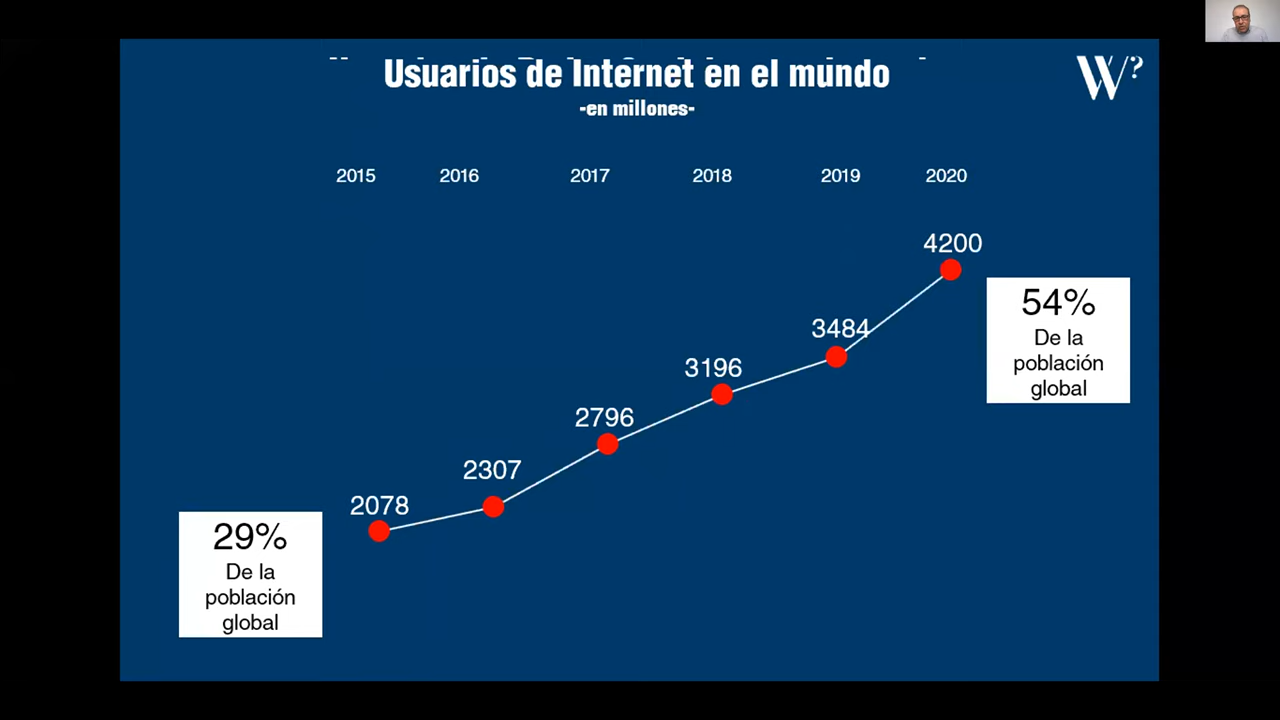 Usuarios de Internet en el mundo
-en millones-
W?
2015 2016 2017 2018 2019 2020
4200
3484
3196
2796
2307
2078
54%
De la
población
global
29%
De la
población
global